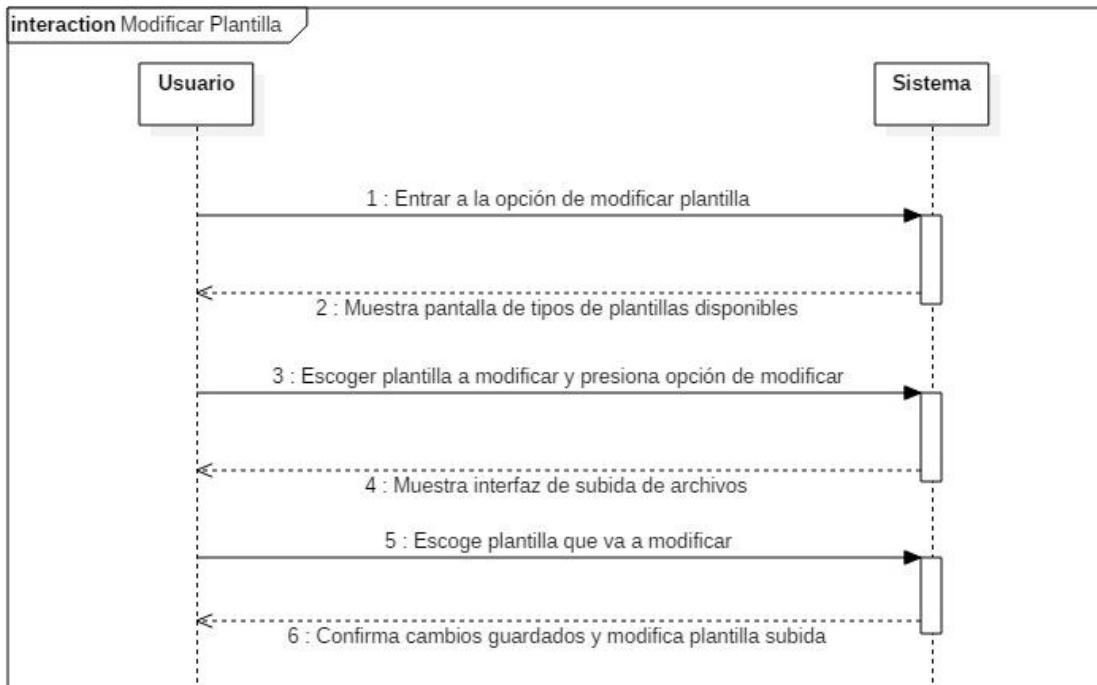 interaction Modificar Plantilla
Usuario
Sistema
1 : Entrar a la opción de modificar plantilla
2 : Muestra pantalla de tipos de plantillas disponibles
3 : Escoger plantilla a modificar y presiona opción de modificar
4 : Muestra interfaz de subida de archivos
5 : Escoge plantilla que va a modificar
6 : Confirma cambios guardados y modifica plantilla subida